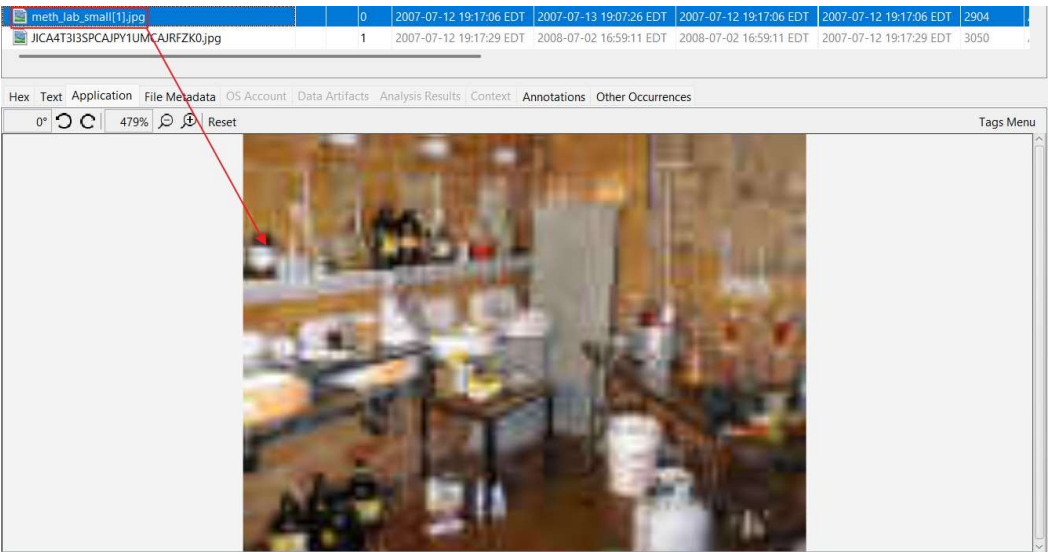 meth_lab_small[1].jpg 0 2007-07-12 19:17:06 EDT 2007-07-13 19:07:26 EDT 2007-07-12 19:17:06 EDT 2007-07-12 19:17:06 EDT 2904
JICA4T3I3SPCAJPY1UMCAJRFZK0.jpg 1 2007-07-12 19:17:29 EDT 2008-07-02 16:59:11 EDT 2008-07-02 16:59:11 EDT 2007-07-12 19:17:29 EDT 3050
Hex Text Application File Metadata OS Account Data Artifacts Analysis Results Context Annotations Other Occurrences
0° 479% Reset Tags Menu